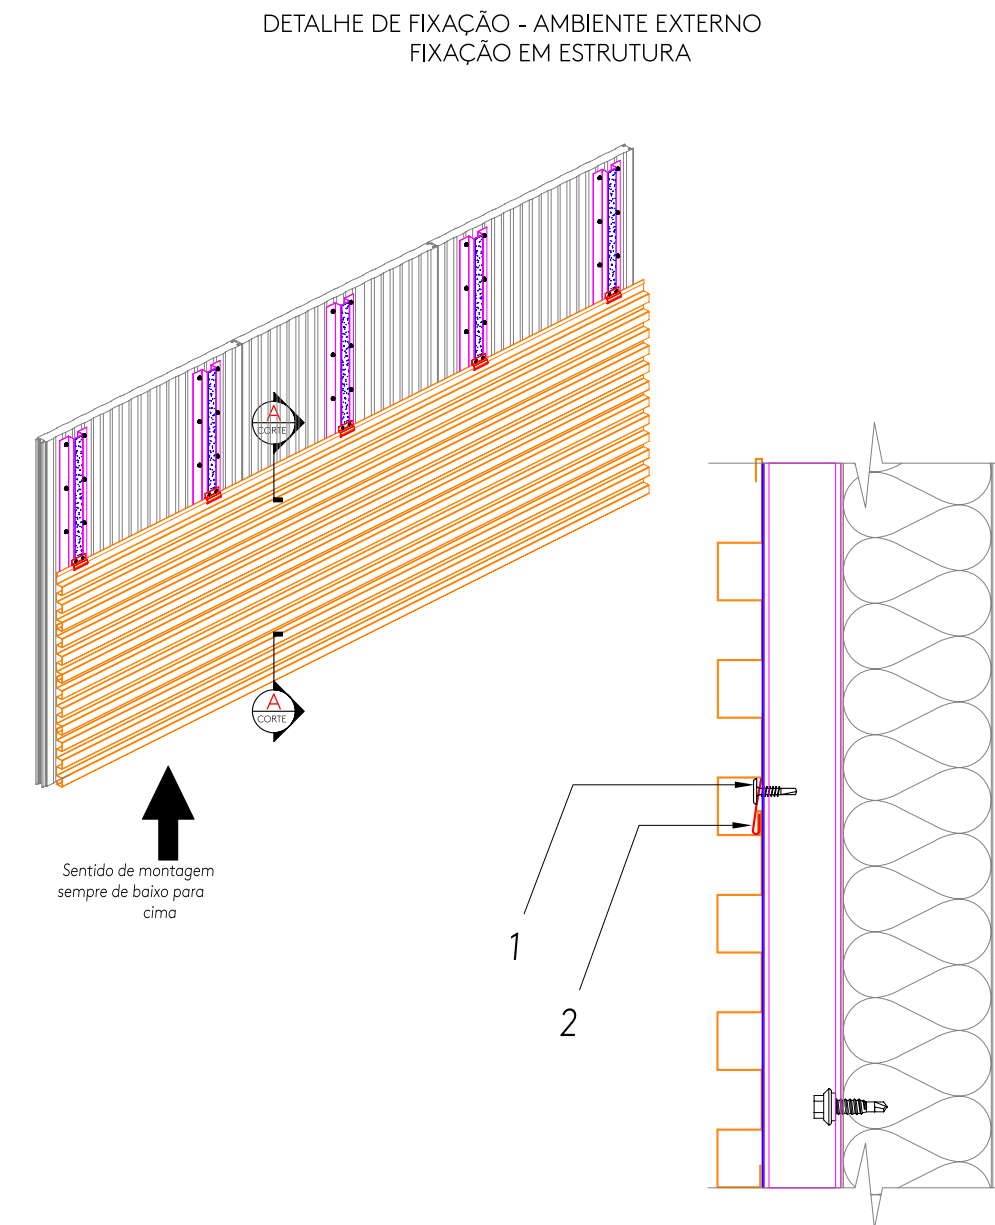 DETALHE DE FIXAÇÃO - AMBIENTE EXTERNO
FIXAÇÃO EM ESTRUTURA
A
CORTE
A
CORTE
Sentido de montagem
sempre de baixo para
cima
1
2